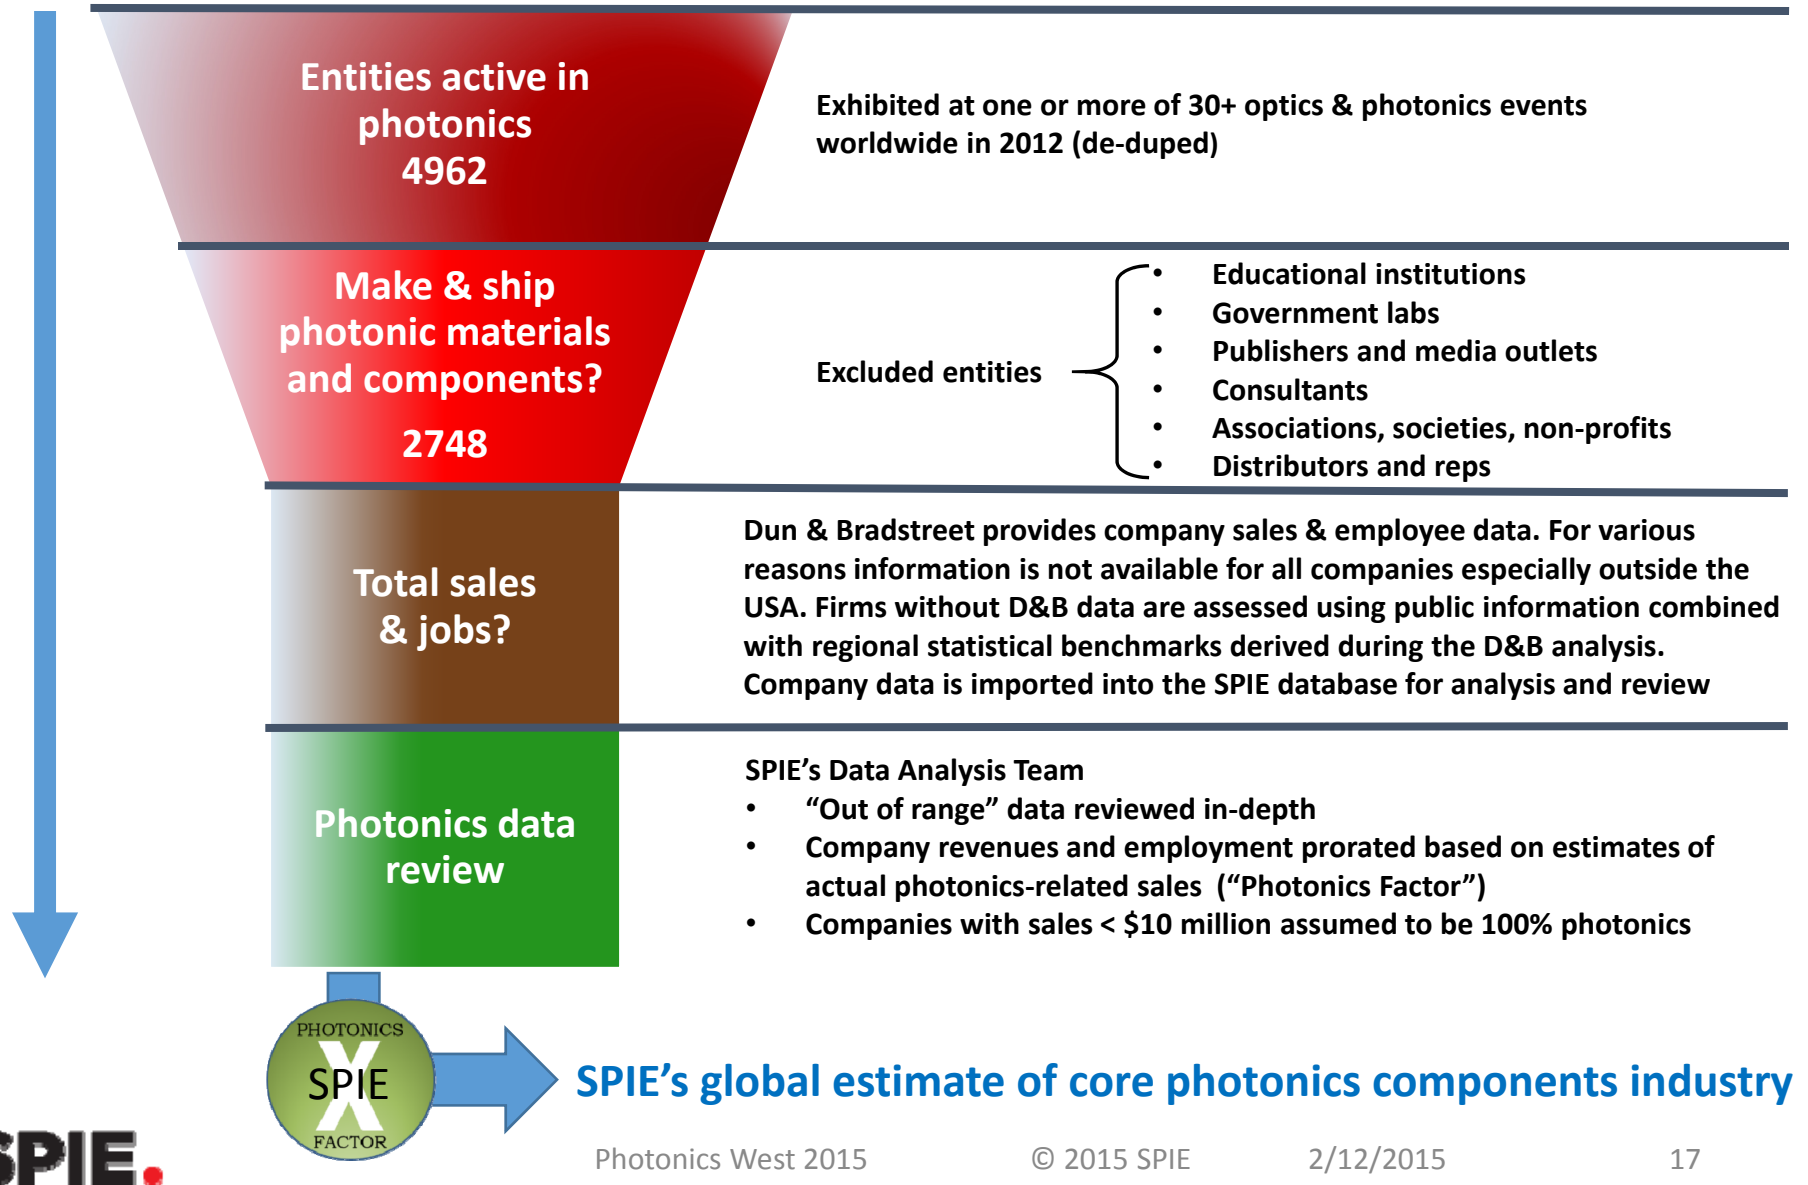 Entities active in
photonics
4962
Exhibited at one or more of 30+ optics & photonics events
worldwide in 2012 (de-duped)
Make & ship
photonic materials
and components?
2748
Excluded entities
• Educational institutions
• Government labs
• Publishers and media outlets
• Consultants
• Associations, societies, non-profits
• Distributors and reps
Total sales
& jobs?
Dun & Bradstreet provides company sales & employee data. For various
reasons information is not available for all companies especially outside the
USA. Firms without D&B data are assessed using public information combined
with regional statistical benchmarks derived during the D&B analysis.
Company data is imported into the SPIE database for analysis and review
Photonics data
review
SPIE’s Data Analysis Team
• “Out of range” data reviewed in-depth
• Company revenues and employment prorated based on estimates of
actual photonics-related sales (“Photonics Factor”)
• Companies with sales < $10 million assumed to be 100% photonics
PHOTONICS
X
SPIE
FACTOR
SPIE’s global estimate of core photonics components industry
SPIE.
Photonics West 2015 © 2015 SPIE 2/12/2015 17